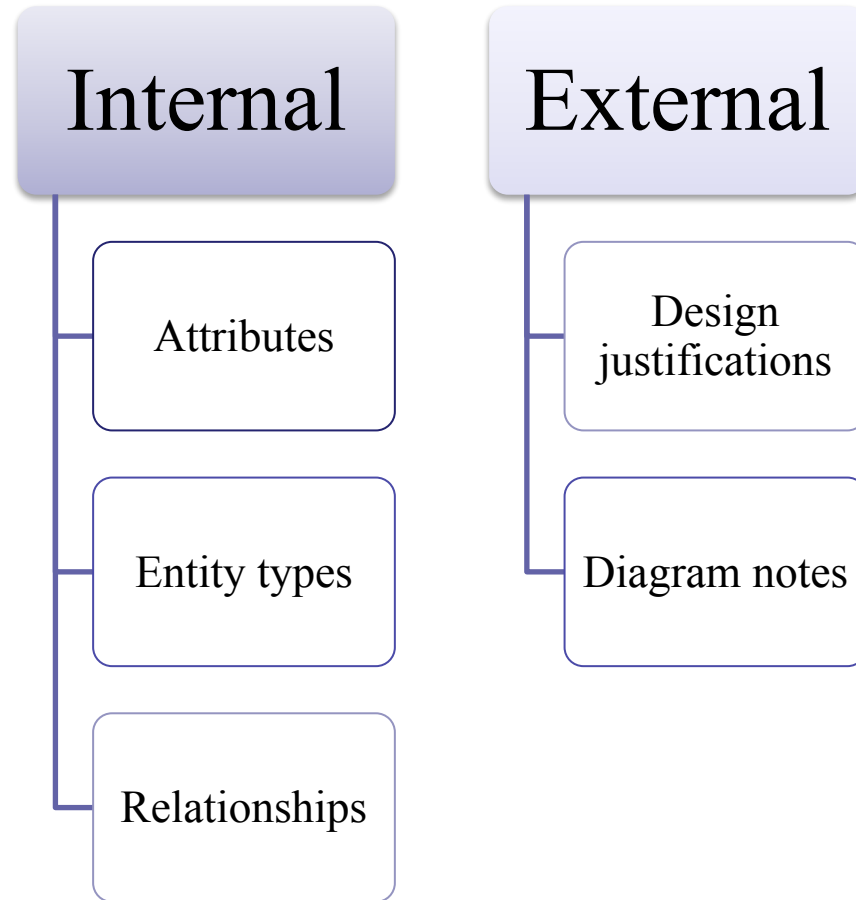 Internal
Attributes
Entity types
Relationships
External
Design
justifications
Diagram notes